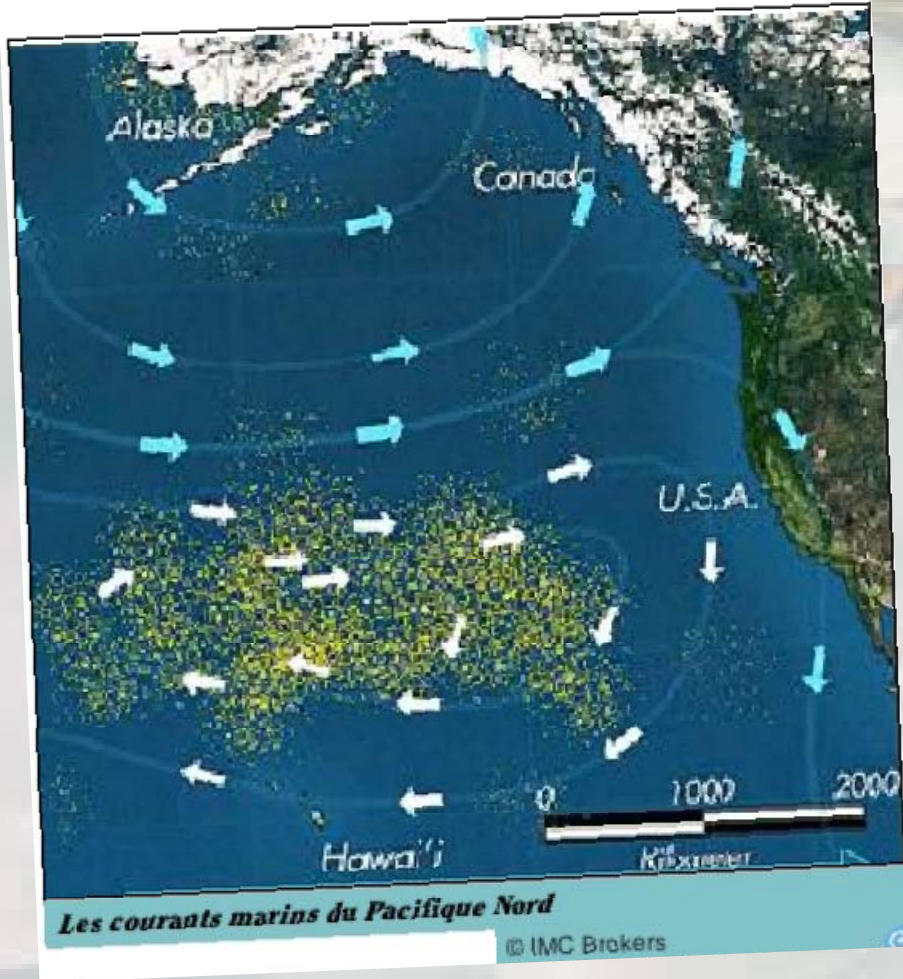 Alaska
Canada
U.S.A.
0 1000 2000
Hawai'i
Les courants marins du Pacifique Nord
© IMC Brokers